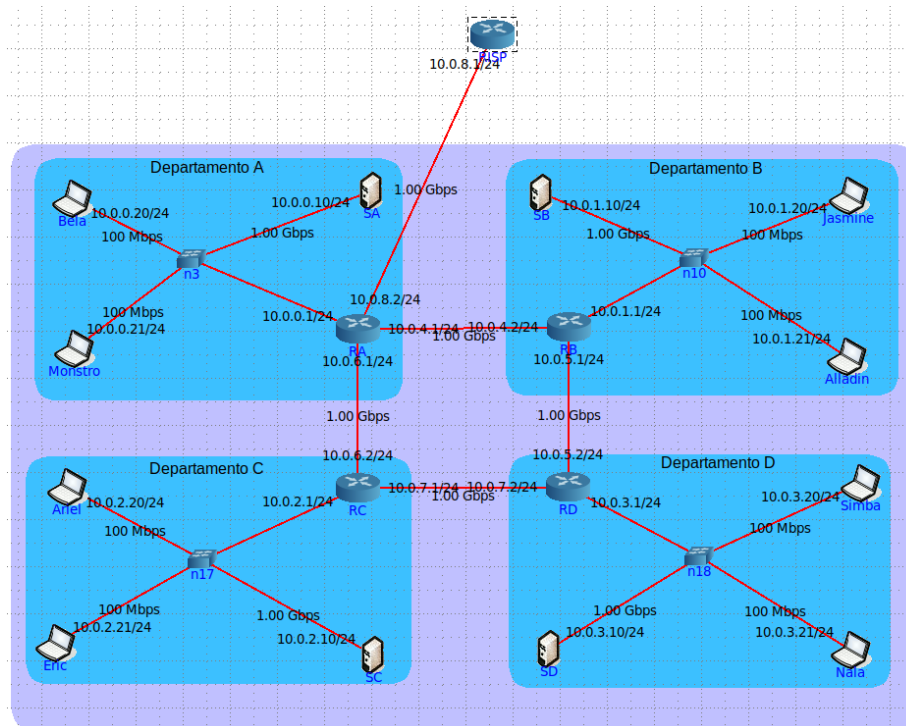 RISP
10.0.8.1/24
1.00 Gbps
Departamento A
Bela
10.0.0.20/24
100 Mbps
10.0.0.10/24
SA
1.00 Gbps
n3
100 Mbps
10.0.0.21/24
Monstro
10.0.0.1/24
10.0.8.2/24
RA
10.0.4.1/24
1.00 Gbps
10.0.4.2/24
10.0.6.1/24
Departamento B
SB
10.0.1.10/24
1.00 Gbps
10.0.1.20/24
Jasmine
100 Mbps
n10
10.0.1.1/24
RB
10.0.5.1/24
100 Mbps
10.0.1.21/24
Alladin
1.00 Gbps
10.0.6.2/24
1.00 Gbps
10.0.5.2/24
Departamento C
Ariel
10.0.2.20/24
100 Mbps
10.0.2.1/24
RC
10.0.7.1/24
1.00 Gbps
10.0.7.2/24
n17
100 Mbps
10.0.2.21/24
Eric
1.00 Gbps
10.0.2.10/24
SC
Departamento D
RD
10.0.3.1/24
10.0.3.20/24
Simba
100 Mbps
n18
1.00 Gbps
10.0.3.10/24
SD
100 Mbps
10.0.3.21/24
Nala